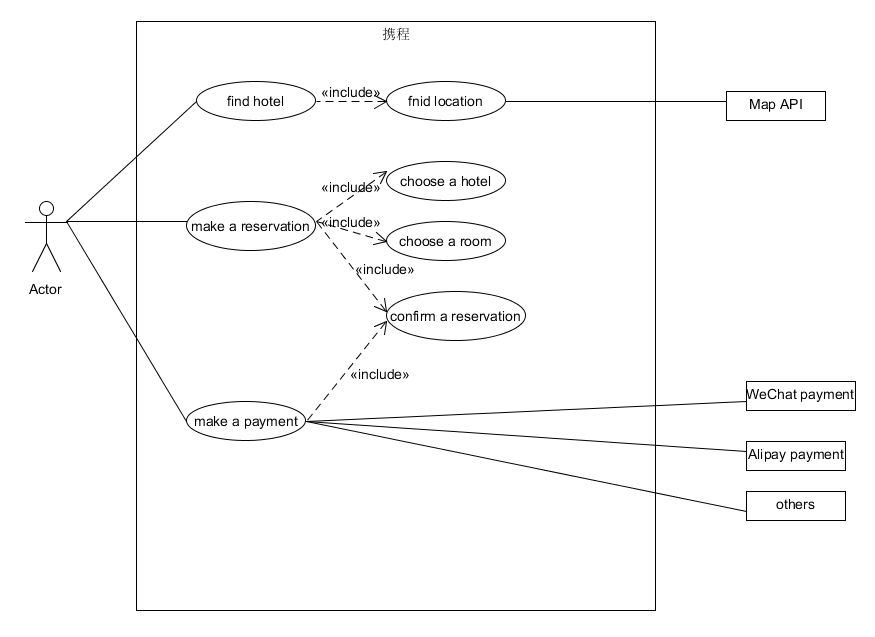 携程
find hotel
«include»
fnid location
Map API
«include»
choose a hotel
Actor
make a reservation
«include»
choose a room
«include»
confirm a reservation
«include»
make a payment
WeChat payment
Alipay payment
others